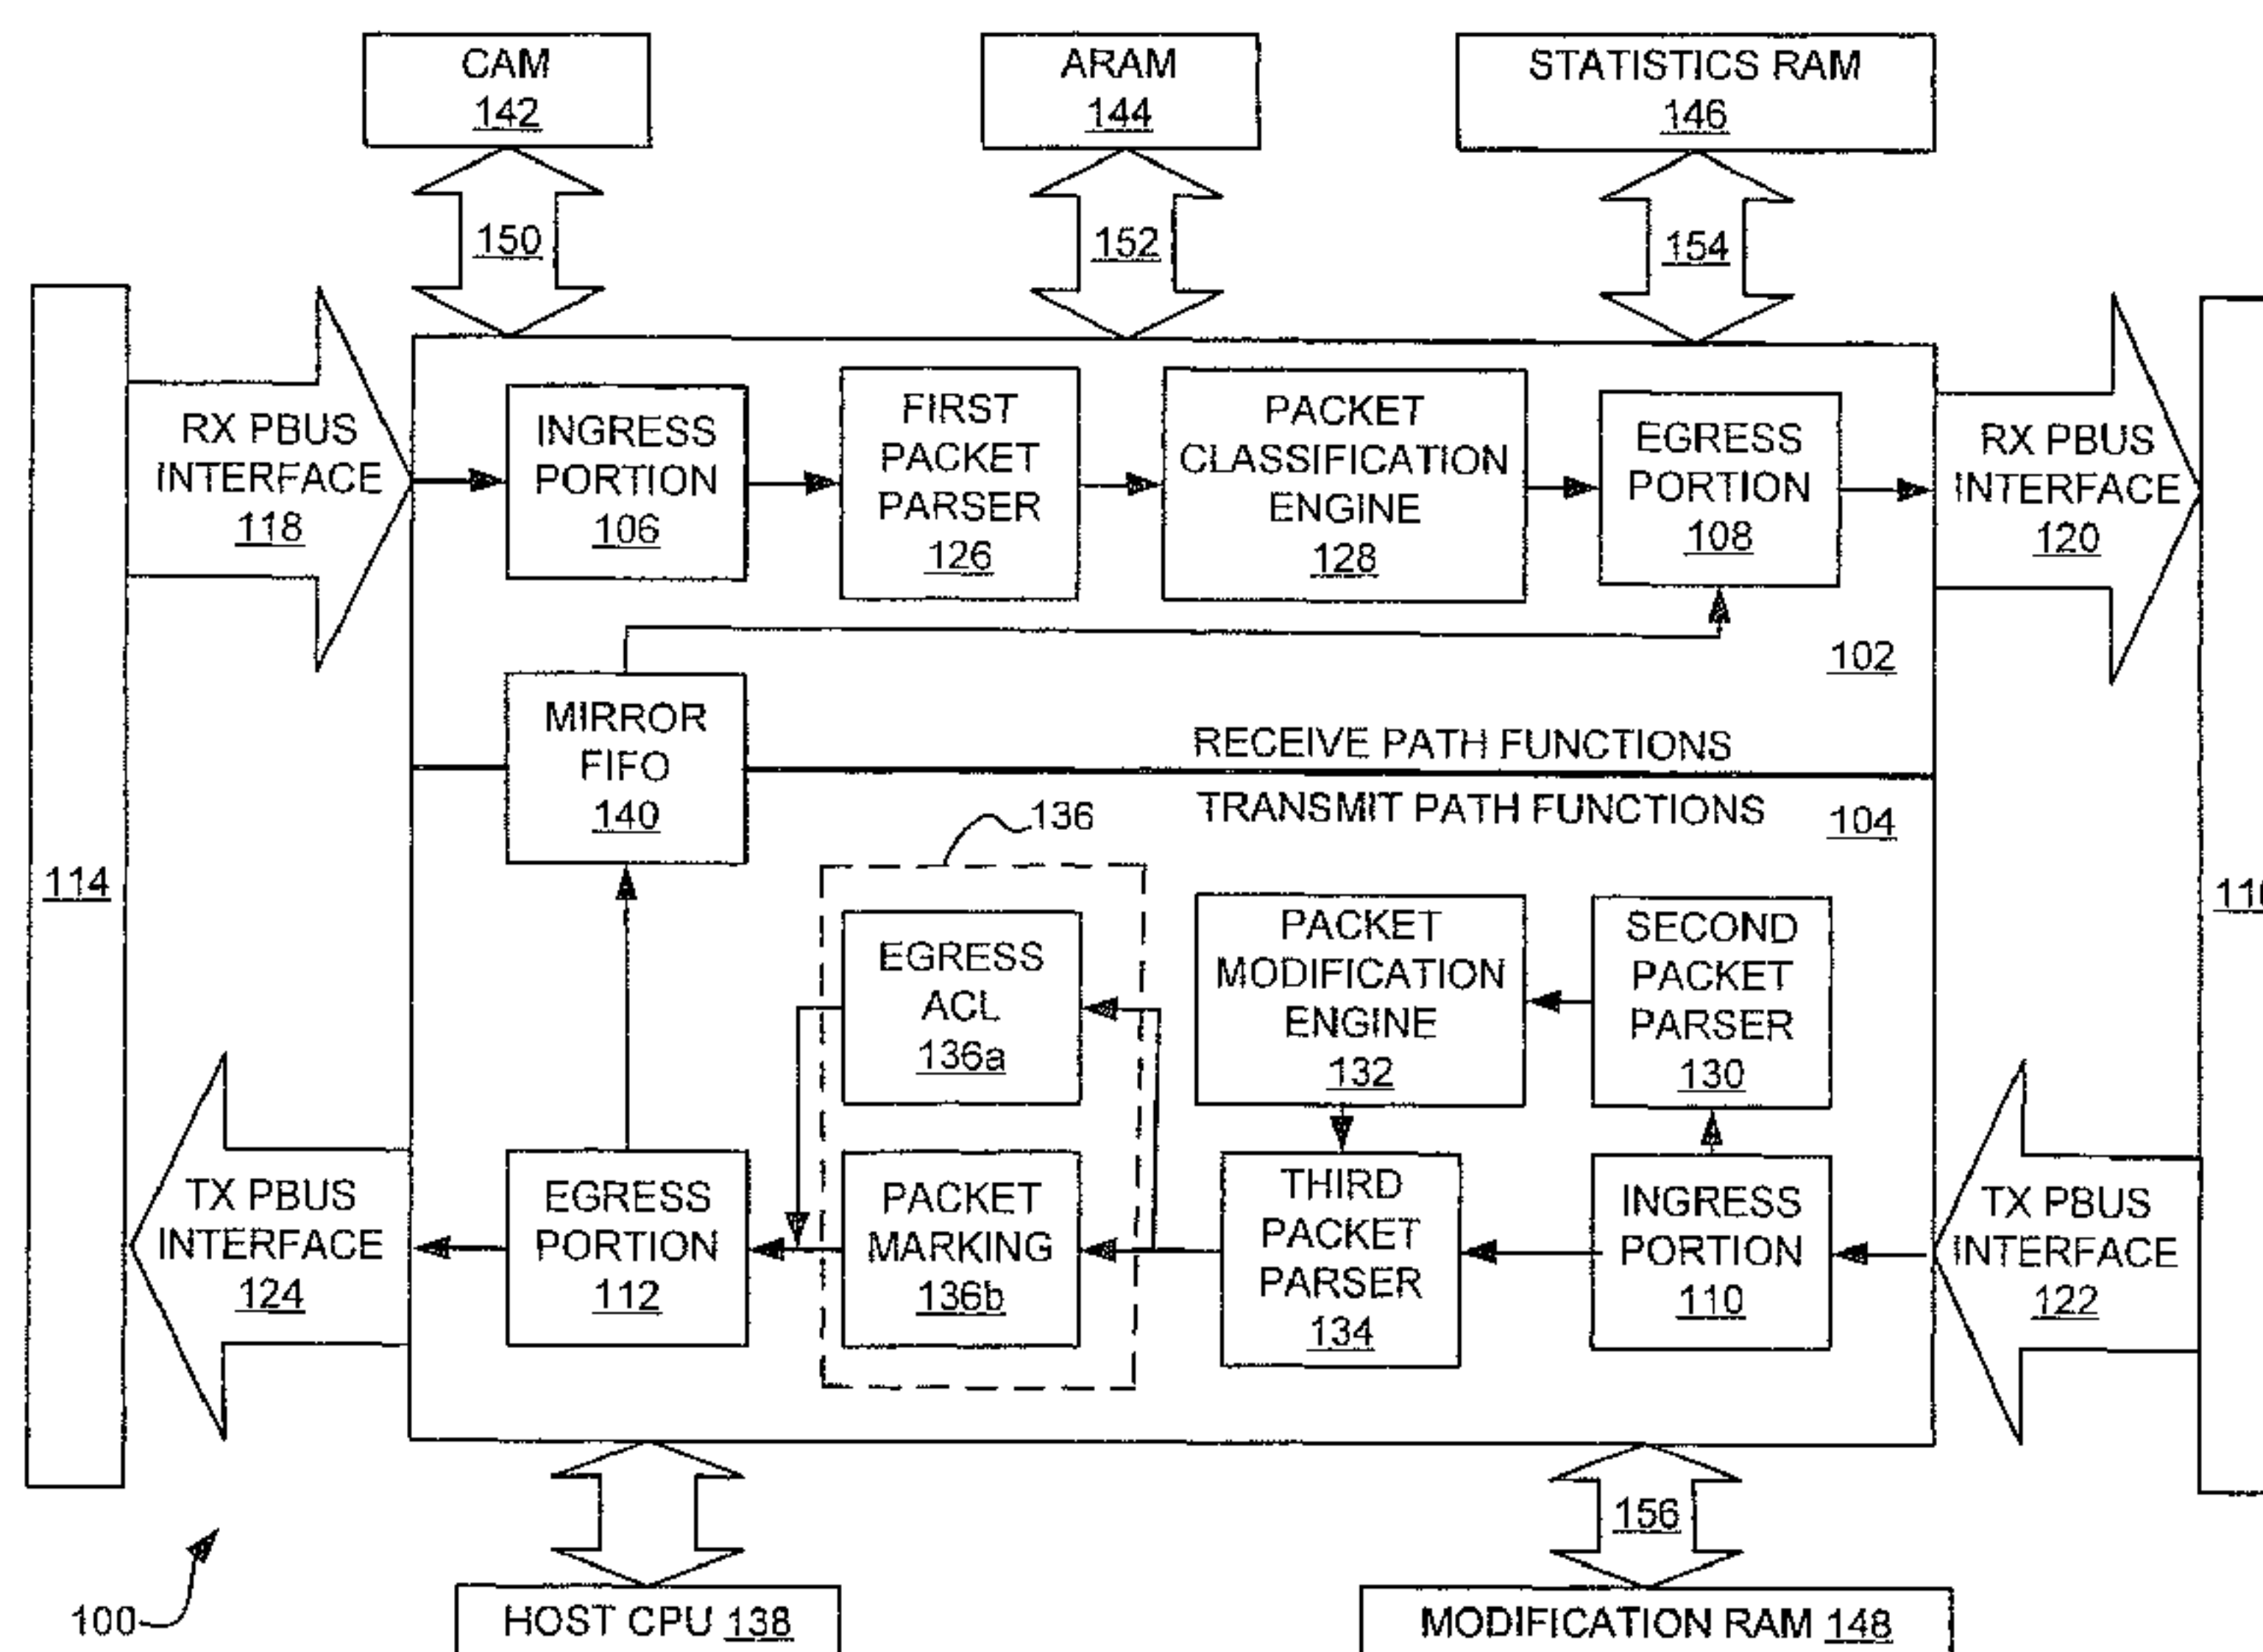 CAM
142
ARAM
144
STATISTICS RAM
146
150
152
154
RX PBUS
INTERFACE
118
INGRESS
PORTION
106
FIRST
PACKET
PARSER
126
PACKET
CLASSIFICATION
ENGINE
128
EGRESS
PORTION
108
RX PBUS
INTERFACE
120
102
MIRROR
FIFO
140
RECEIVE PATH FUNCTIONS
TRANSMIT PATH FUNCTIONS
104
136
114
EGRESS
ACL
136a
PACKET
MODIFICATION
ENGINE
132
SECOND
PACKET
PARSER
130
TX PBUS
INTERFACE
124
EGRESS
PORTION
112
PACKET
MARKING
136b
THIRD
PACKET
PARSER
134
INGRESS
PORTION
110
TX PBUS
INTERFACE
122
156
100
HOST CPU 138
MODIFICATION RAM 148